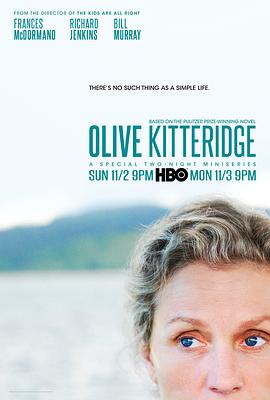 FROM THE DIRECTOR OF THE KIDS ARE ALL RIGHT
FRANCES McDORMAND
RICHARD JENKINS
BILL MURRAY
THERE'S NO SUCH THING AS A SIMPLE LIFE.
BASED ON THE PULITZER PRIZE-WINNING NOVEL
OLIVE KITTERIDGE
A SPECIAL TWO-NIGHT MINISERIES
SUN 11/2 9PM HBO MON 11/3 9PM